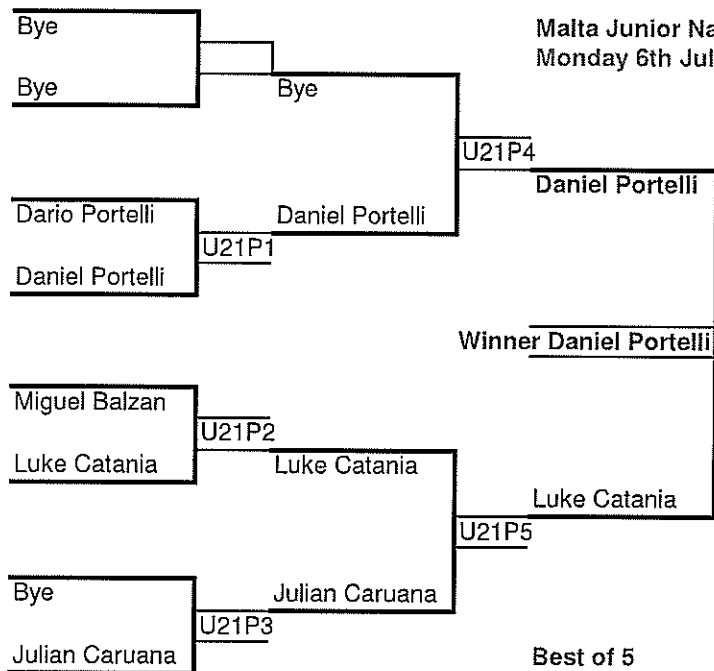 Bye
Malta Junior Na
Monday 6th Jul
Bye
Bye
U21P4
Daniel Portelli
Dario Portelli
Daniel Portelli
U21P1
Daniel Portelli
Winner Daniel Portelli
Miguel Balzan
U21P2
Luke Catania
Luke Catania
Luke Catania
U21P5
Bye
Julian Caruana
U21P3
Julian Caruana
Best of 5